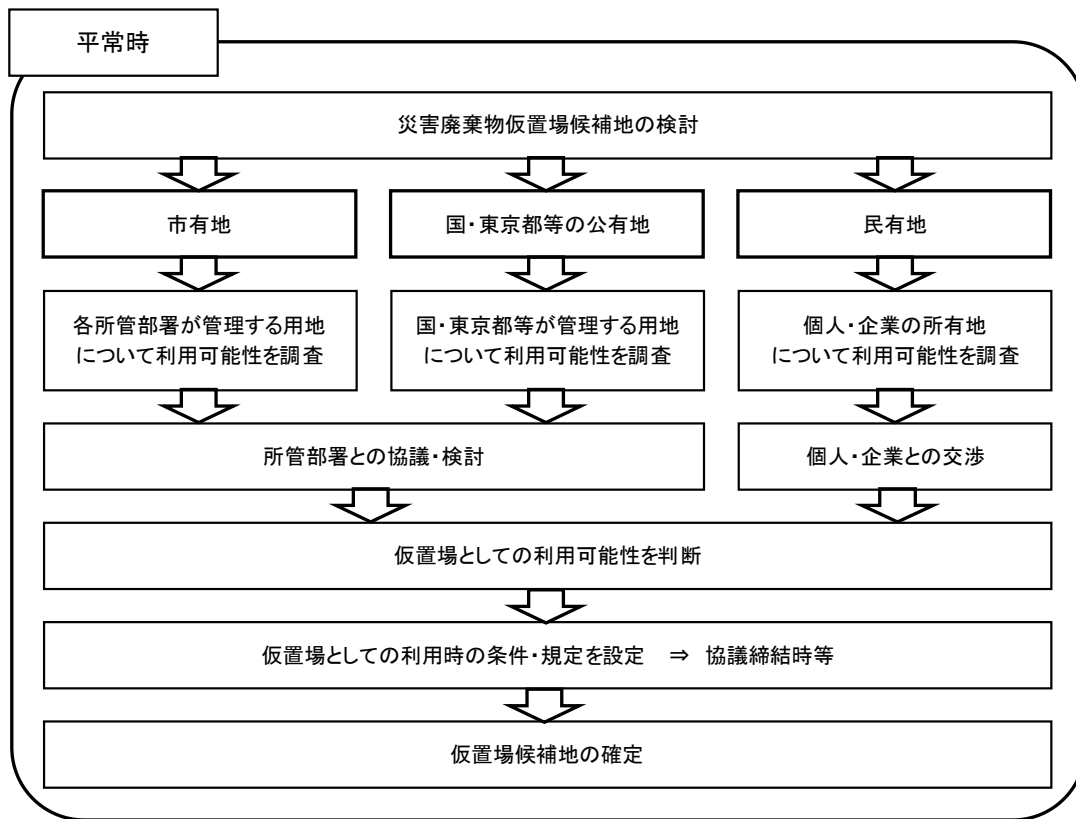 平常時
災害廃棄物仮置場候補地の検討
市有地
国・東京都等の公有地
民有地
各所管部署が管理する用地
について利用可能性を調査
国・東京都等が管理する用地
について利用可能性を調査
個人・企業の所有地
について利用可能性を調査
所管部署との協議・検討
個人・企業との交渉
仮置場としての利用可能性を判断
仮置場としての利用時の条件・規定を設定　⇒　協議締結時等
仮置場候補地の確定